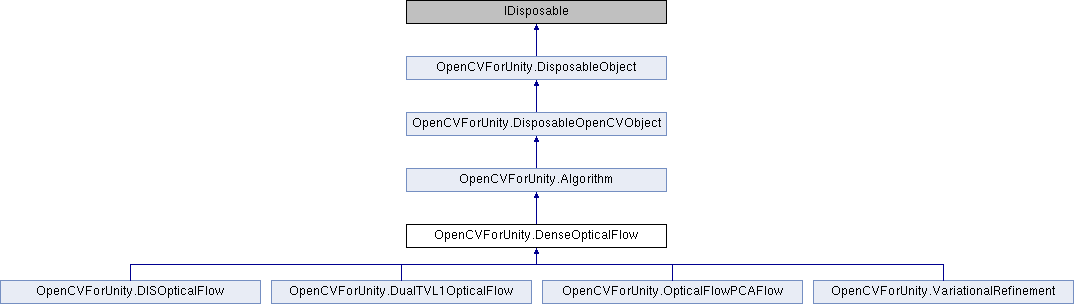 IDisposable
OpenCVForUnity.DisposableObject
OpenCVForUnity.DisposableOpenCVObject
OpenCVForUnity.Algorithm
OpenCVForUnity.DenseOpticalFlow
OpenCVForUnity.DISOpticalFlow
OpenCVForUnity.DualTVL1OpticalFlow
OpenCVForUnity.OpticalFlowPCAFlow
OpenCVForUnity.VariationalRefinement